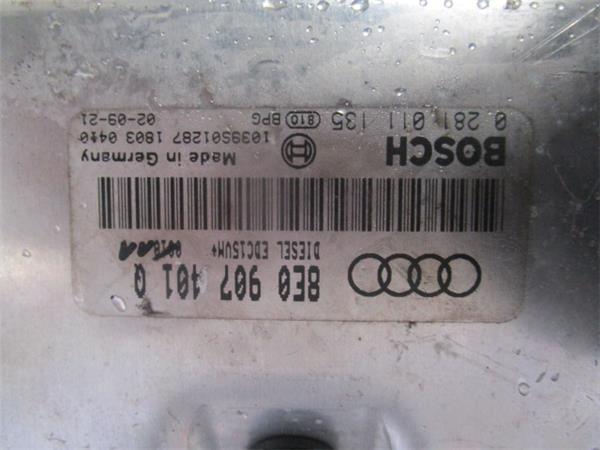 8E0 907 401 Q
DIESEL EDC15VM+
BOSCH
Made in Germany
1039S01287 1803 0440
0 281 011 135 810 BPG 02-09-21